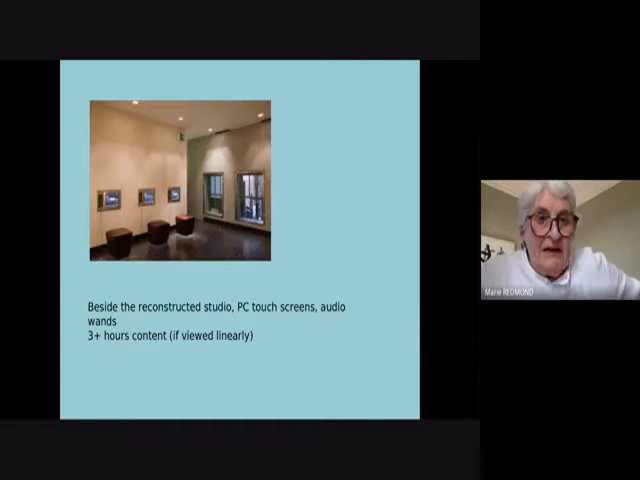 Beside the reconstructed studio, PC touch screens, audio
wands
3+ hours content (if viewed linearly)
Marie REDMOND